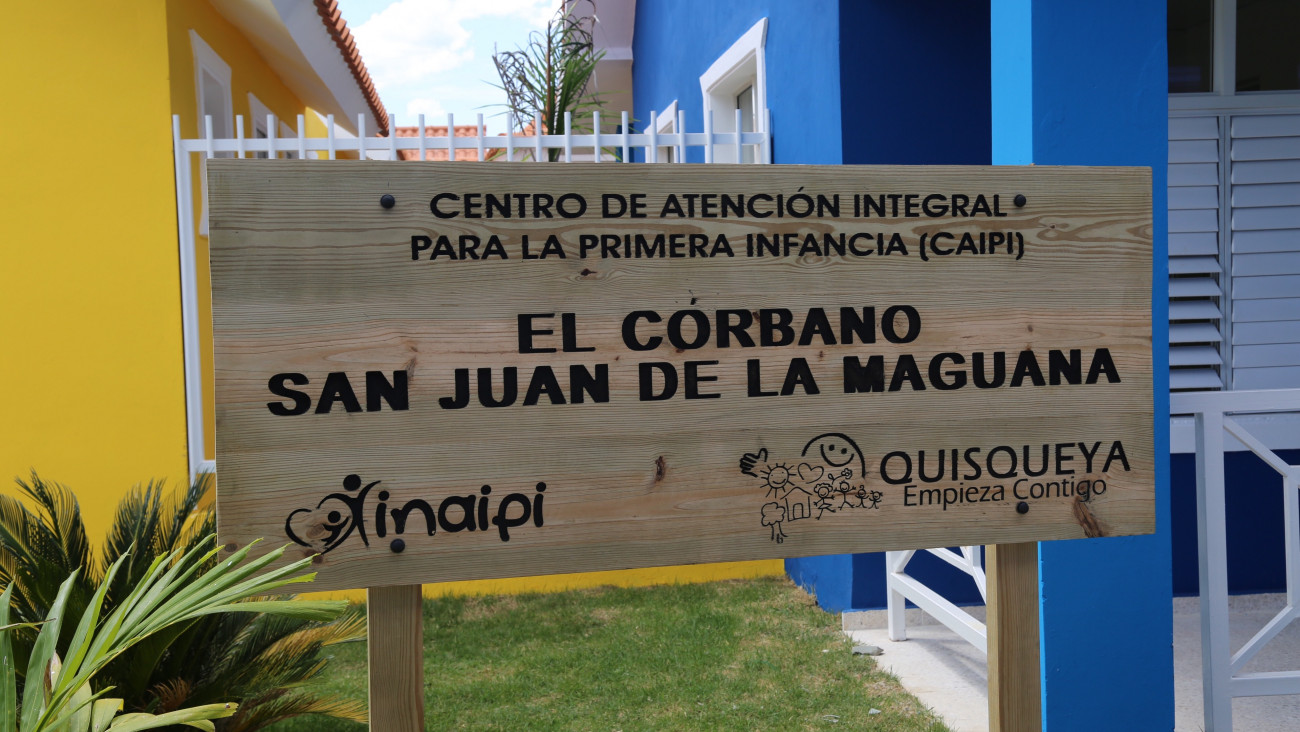 CENTRO DE ATENCIÓN INTEGRAL
PARA LA PRIMERA INFANCIA (CAIPI)
EL CORBANO
SAN JUAN DE LA MAGUANA
inaipi
QUISQUEYA
Empieza Contigo